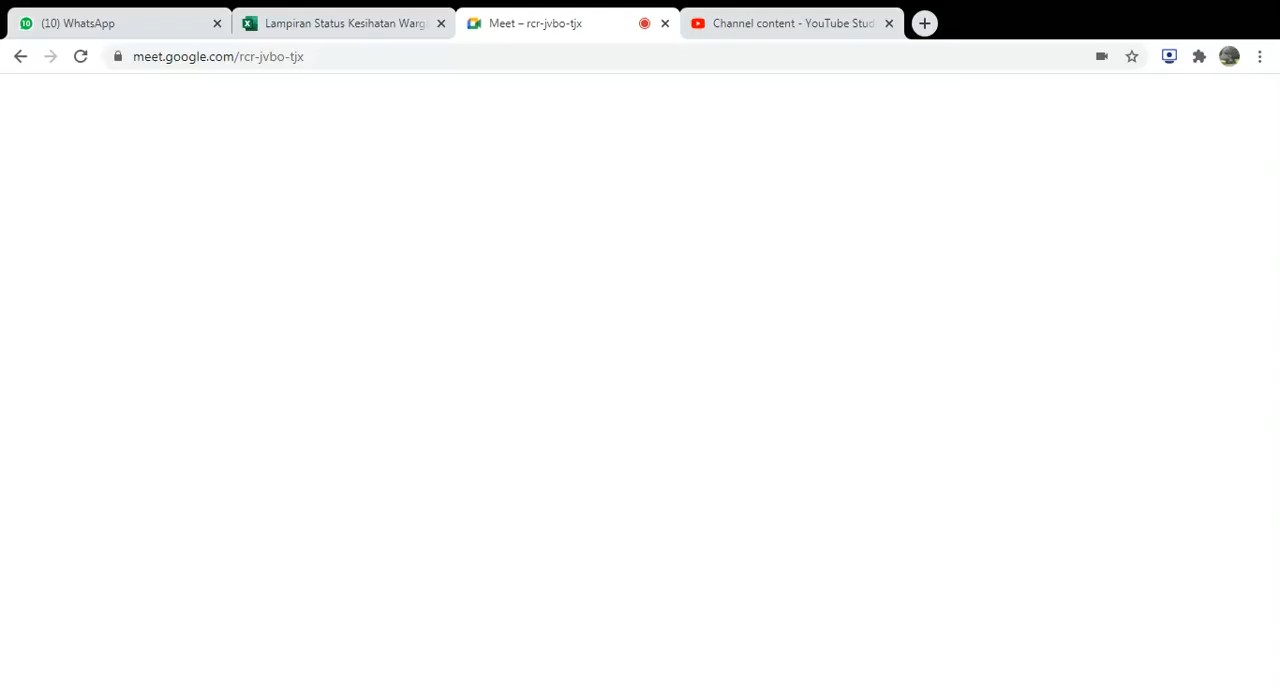 10 (10) WhatsApp
Lampiran Status Kesihatan Warg
Meet – rcr-jvbo-tjx
Channel content - YouTube Stud
meet.google.com/rcr-jvbo-tjx